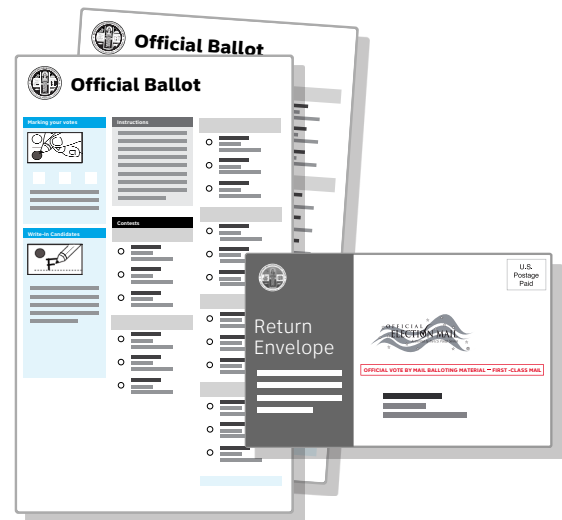 Official Ballot
Official Ballot
Marking your votes
Instructions
Write-in Candidates
Contests
U.S.
Postage
Paid
Return
Envelope
OFFICIAL
ELECTION MAIL
OFFICIAL VOTE BY MAIL BALLOTING MATERIAL – FIRST-CLASS MAIL